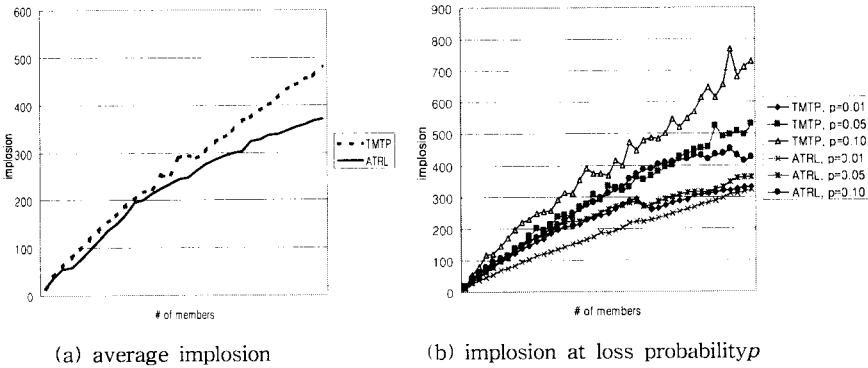 600
500
400
300
200
100
0
implosion
# of members
TMTP
ATRL
(a) average implosion
900
800
700
600
500
400
300
200
100
0
implosion
# of members
TMTP, p=0.01
TMTP, p=0.05
TMTP, p=0.10
ATRL, p=0.01
ATRL, p=0.05
ATRL, p=0.10
(b) implosion at loss probabilityp